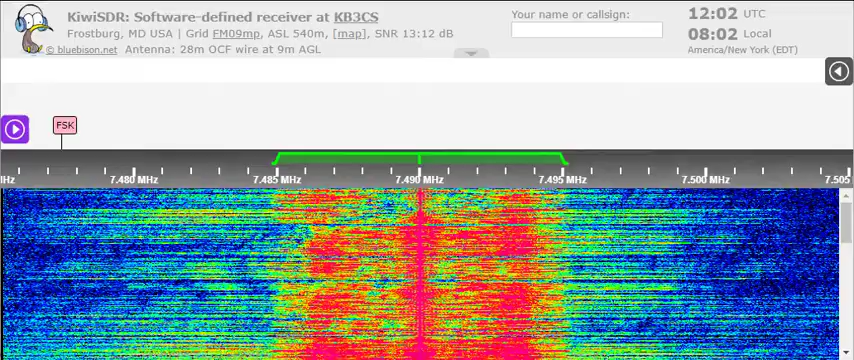 KiwiSDR: Software-defined receiver at KB3CS
Frostburg, MD USA | Grid FM09mp, ASL 540m, [map], SNR 13:12 dB
© bluebison.net Antenna: 28m OCF wire at 9m AGL
Your name or callsign:
12:02 UTC
08:02 Local
America/New York (EDT)
FSK
7.480 MHz 7.485 MHz 7.490 MHz 7.495 MHz 7.500 MHz 7.505